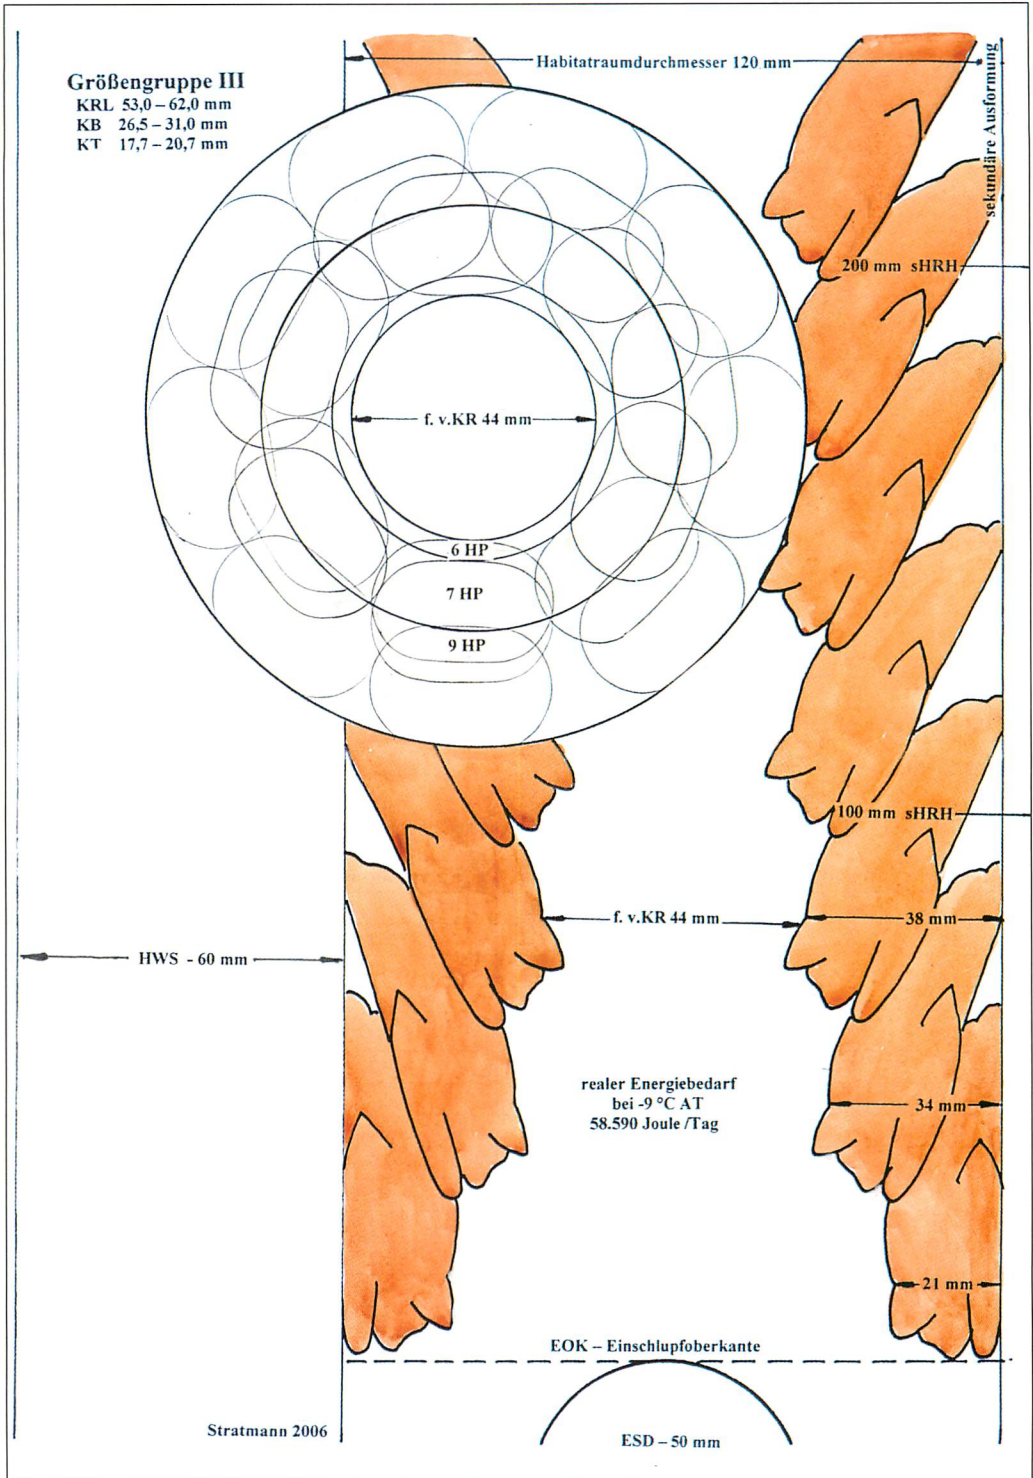 Größengruppe III
KRL 53,0 – 62,0 mm
KB 26,5 – 31,0 mm
KT 17,7 – 20,7 mm
Habitatraumdurchmesser 120 mm
sekundäre Ausformung
200 mm sHRH
f. v.KR 44 mm
6 HP
7 HP
9 HP
100 mm sHRH
f. v.KR 44 mm
38 mm
HWS - 60 mm
realer Energiebedarf
bei -9 °C AT
58.590 Joule /Tag
34 mm
21 mm
EOK – Einschlupfoberkante
Stratmann 2006
ESD – 50 mm